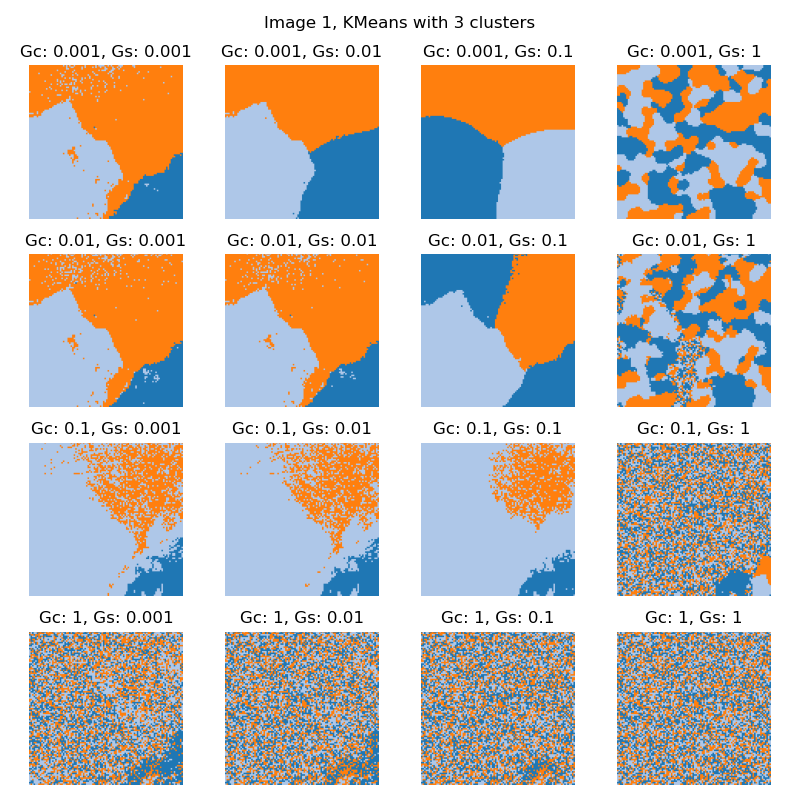 Image 1, KMeans with 3 clusters
Gc: 0.001, Gs: 0.001
Gc: 0.001, Gs: 0.01
Gc: 0.001, Gs: 0.1
Gc: 0.001, Gs: 1
Gc: 0.01, Gs: 0.001
Gc: 0.01, Gs: 0.01
Gc: 0.01, Gs: 0.1
Gc: 0.01, Gs: 1
Gc: 0.1, Gs: 0.001
Gc: 0.1, Gs: 0.01
Gc: 0.1, Gs: 0.1
Gc: 0.1, Gs: 1
Gc: 1, Gs: 0.001
Gc: 1, Gs: 0.01
Gc: 1, Gs: 0.1
Gc: 1, Gs: 1